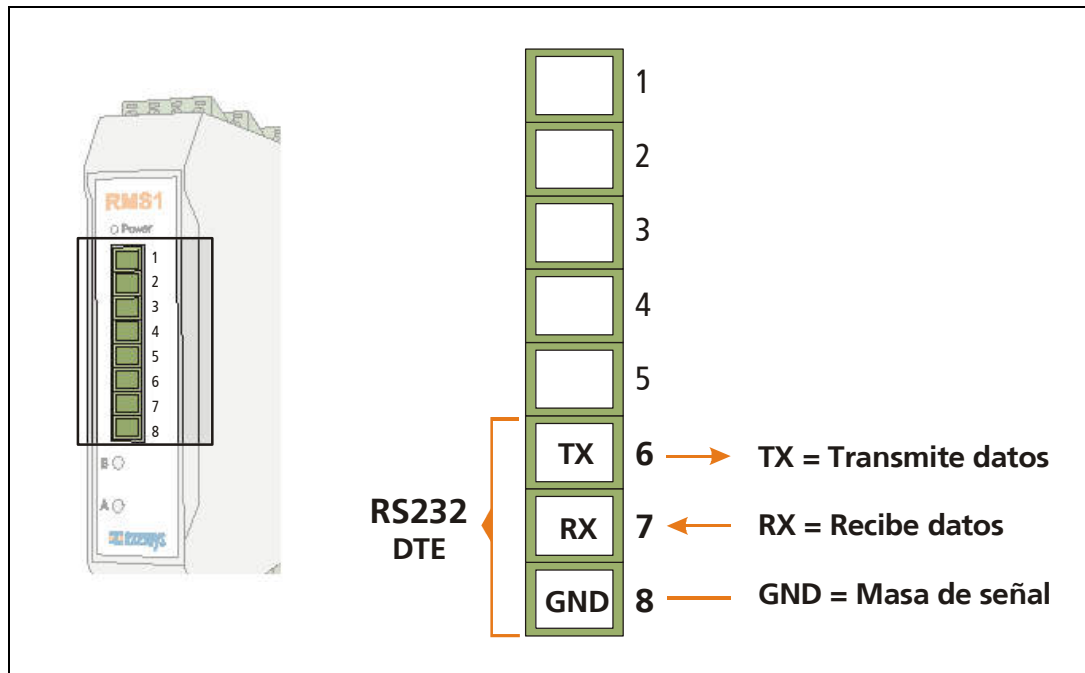 RMS1
Power
1
2
3
4
5
6
7
8
B
A
1
2
3
4
5
TX 6 TX = Transmite datos
RS232
DTE
RX 7 RX = Recibe datos
GND 8 GND = Masa de señal